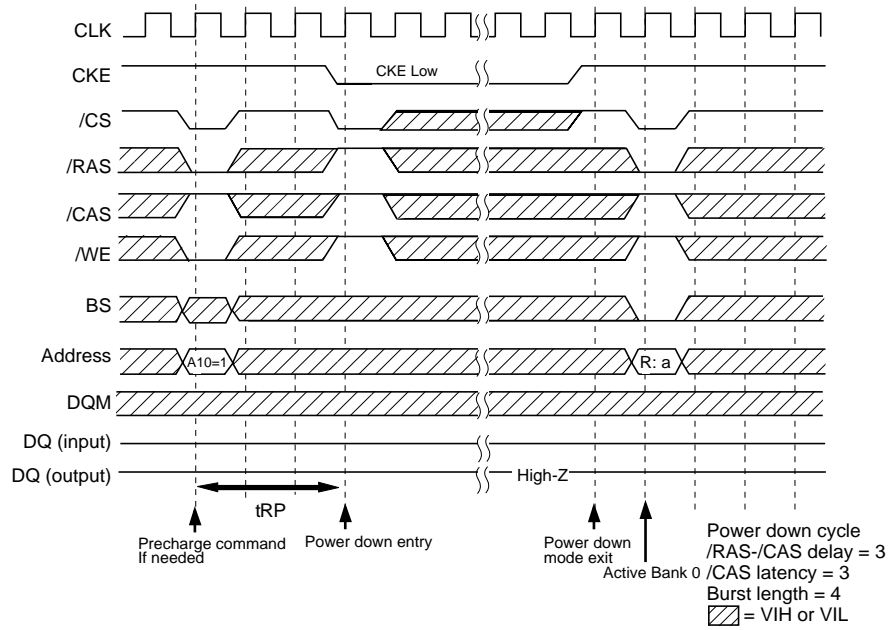 CLK
CKE
CKE Low
/CS
/RAS
/CAS
/WE
BS
Address
A10=1
R: a
DQM
DQ (input)
DQ (output)
High-Z
tRP
Precharge command
If needed
Power down entry
Power down
mode exit
Active Bank 0
Power down cycle
/RAS-/CAS delay = 3
/CAS latency = 3
Burst length = 4
= VIH or VIL